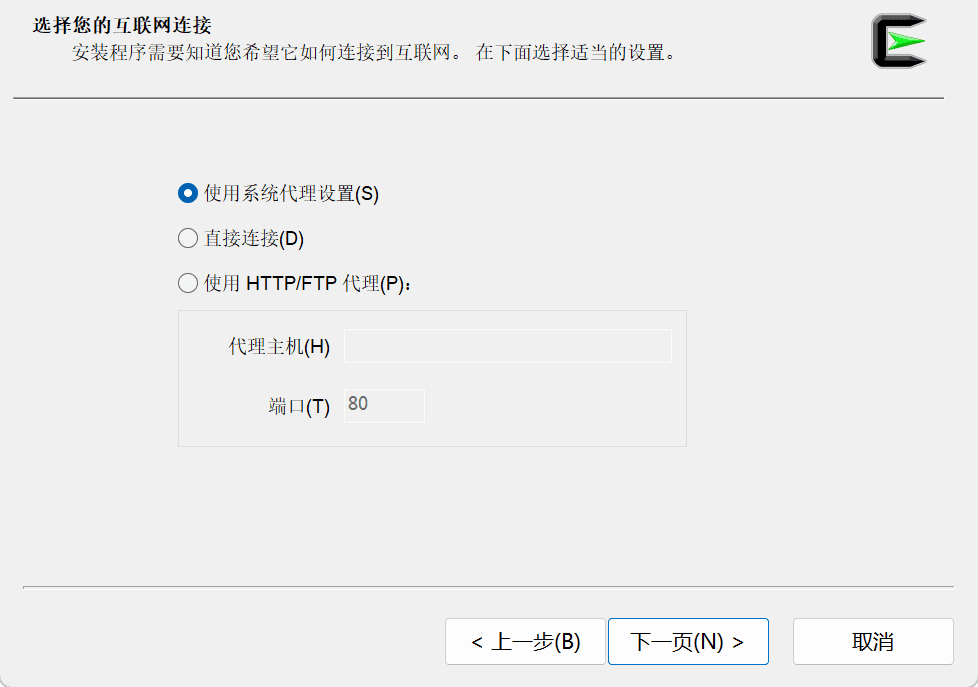 选择您的互联网连接
安装程序需要知道您希望它如何连接到互联网。 在下面选择适当的设置。
使用系统代理设置(S)
直接连接(D)
使用 HTTP/FTP 代理(P)：
代理主机(H)
端口(T) 80
< 上一步(B) 下一页(N) > 取消